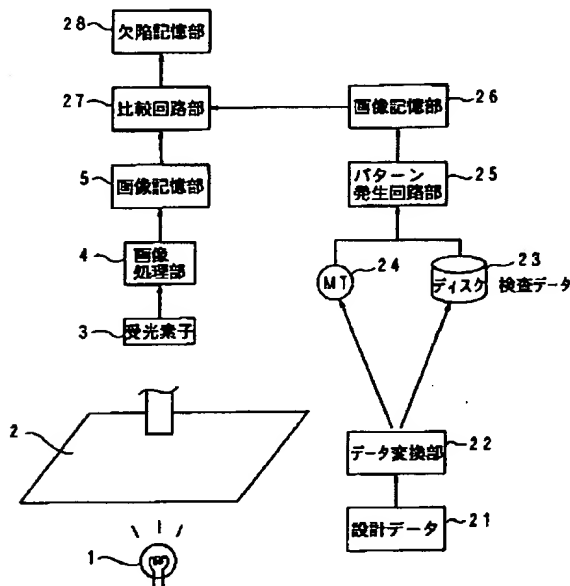 28
欠陥記憶部
27
比較回路部
26
画像記憶部
5
画像記憶部
パターン
発生回路部
25
4
画像
処理部
24
MT
23
ディスク
検査データ
3
受光素子
2
データ変換部
22
設計データ
21
1